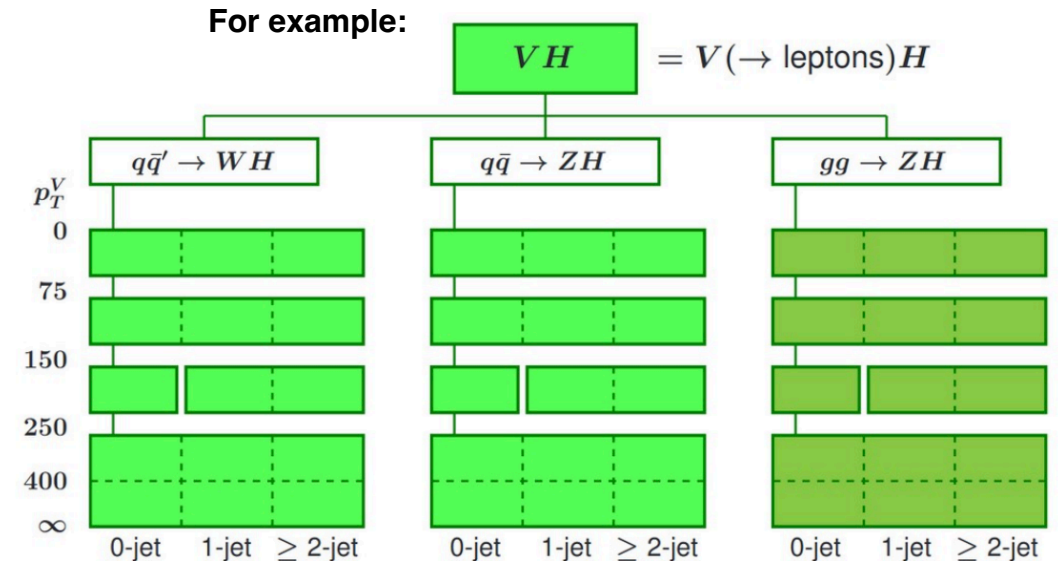 For example:
VH = V(→ leptons)H
qq̄′ → WH qq̄ → ZH gg → ZH
p_T^V
0
75
150
250
400
∞
0-jet 1-jet ≥ 2-jet 0-jet 1-jet ≥ 2-jet 0-jet 1-jet ≥ 2-jet